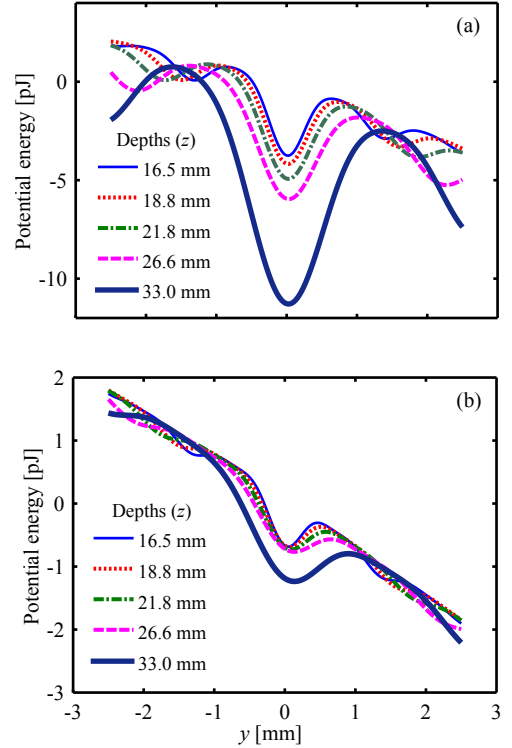 (a)
0
-5
-10
Potential energy [pJ]
Depths (z)
16.5 mm
18.8 mm
21.8 mm
26.6 mm
33.0 mm
(b)
2
1
0
-1
-2
-3
Potential energy [pJ]
Depths (z)
16.5 mm
18.8 mm
21.8 mm
26.6 mm
33.0 mm
-3 -2 -1 0 1 2 3
y [mm]